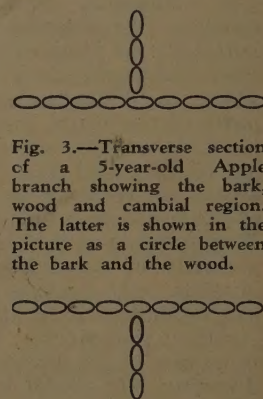 Fig. 3.—Transverse section
of a 5-year-old Apple
branch showing the bark,
wood and cambial region.
The latter is shown in the
picture as a circle between
the bark and the wood.